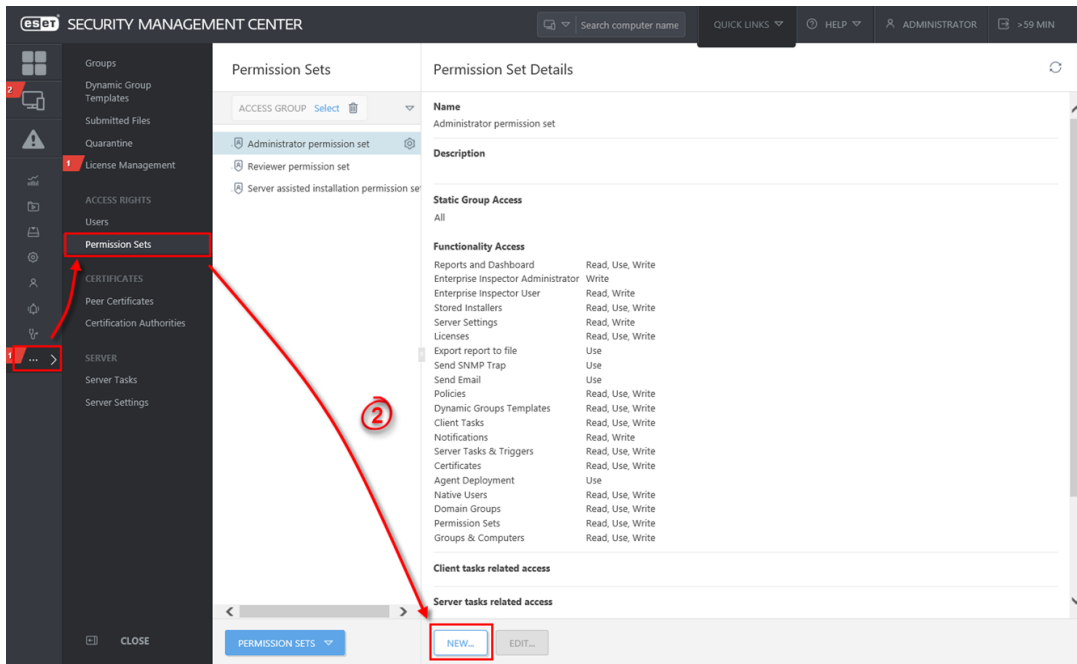 eset SECURITY MANAGEMENT CENTER
Search computer name
QUICK LINKS
HELP
ADMINISTRATOR
>59 MIN
2
1
1
Groups
Dynamic Group
Templates
Submitted Files
Quarantine
License Management
ACCESS RIGHTS
Users
Permission Sets
CERTIFICATES
Peer Certificates
Certification Authorities
SERVER
Server Tasks
Server Settings
...
CLOSE
Permission Sets
ACCESS GROUP Select
Administrator permission set
Reviewer permission set
Server assisted installation permission se
PERMISSION SETS
2
Permission Set Details
Name
Administrator permission set
Description
Static Group Access
All
Functionality Access
Reports and Dashboard Read, Use, Write
Enterprise Inspector Administrator Write
Enterprise Inspector User Read, Write
Stored Installers Read, Use, Write
Server Settings Read, Write
Licenses Read, Use, Write
Export report to file Use
Send SNMP Trap Use
Send Email Use
Policies Read, Use, Write
Dynamic Groups Templates Read, Use, Write
Client Tasks Read, Use, Write
Notifications Read, Write
Server Tasks & Triggers Read, Use, Write
Certificates Read, Use, Write
Agent Deployment Use
Native Users Read, Use, Write
Domain Groups Read, Use, Write
Permission Sets Read, Use, Write
Groups & Computers Read, Use, Write
Client tasks related access
Server tasks related access
NEW...
EDIT...